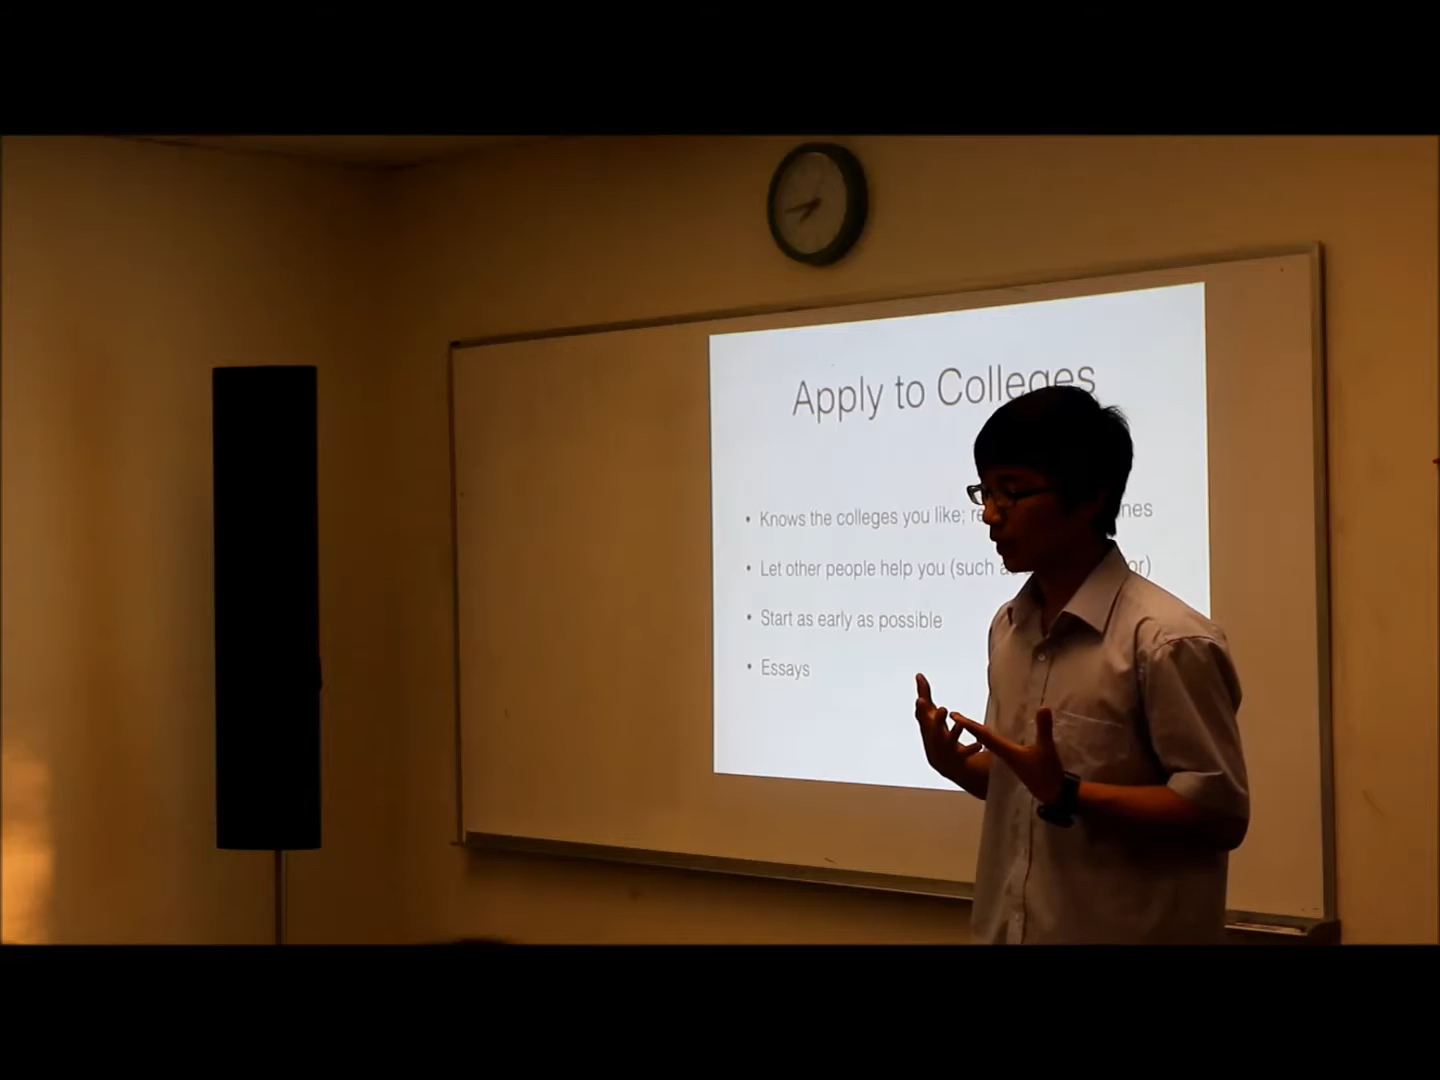 Apply to Colleges
• Knows the colleges you like;
• Let other people help you (such
• Start as early as possible
• Essays